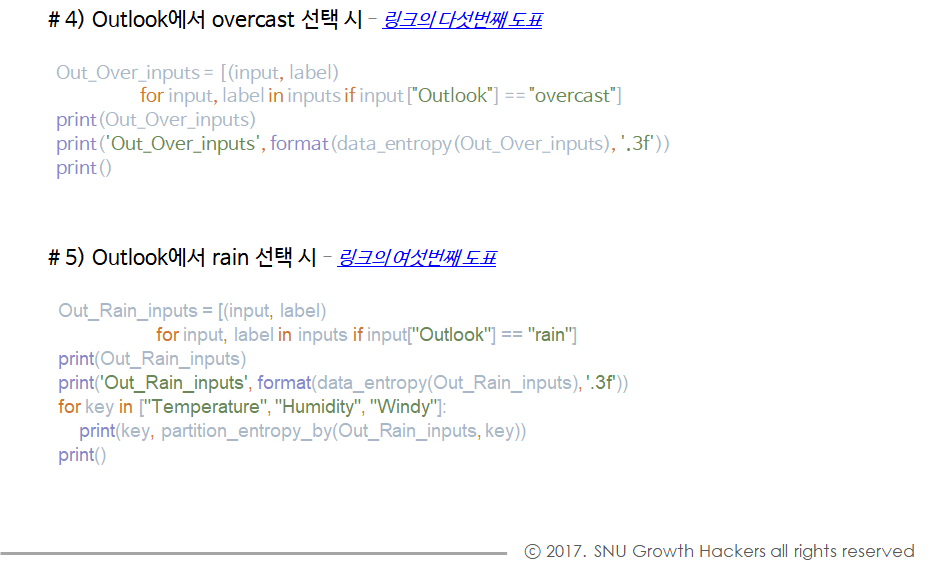 # 4) Outlook에서 overcast 선택 시 – 링크의 다섯번째 도표
Out_Over_inputs = [(input, label)
for input, label in inputs if input["Outlook"] == "overcast"]
print(Out_Over_inputs)
print('Out_Over_inputs', format(data_entropy(Out_Over_inputs), '.3f'))
print()
# 5) Outlook에서 rain 선택 시 – 링크의 여섯번째 도표
Out_Rain_inputs = [(input, label)
for input, label in inputs if input["Outlook"] == "rain"]
print(Out_Rain_inputs)
print('Out_Rain_inputs', format(data_entropy(Out_Rain_inputs), '.3f'))
for key in ["Temperature", "Humidity", "Windy"]:
print(key, partition_entropy_by(Out_Rain_inputs, key))
print()
ⓒ 2017. SNU Growth Hackers all rights reserved